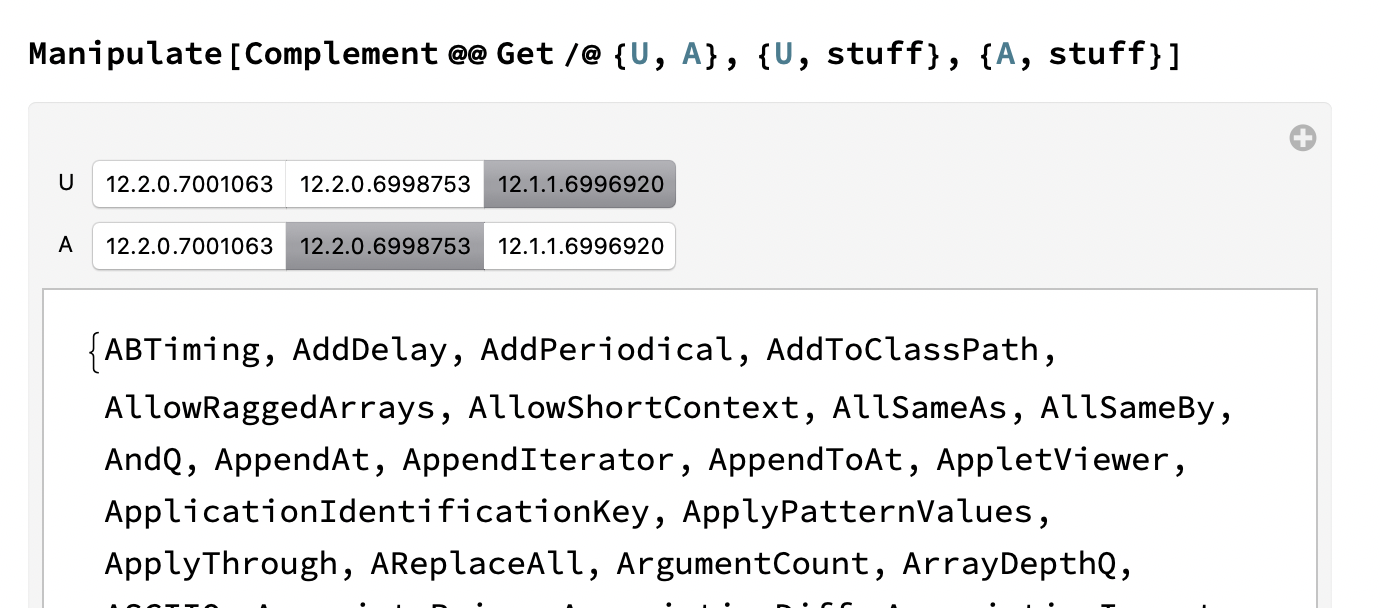 Manipulate[Complement @@ Get /@ {U, A}, {U, stuff}, {A, stuff}]
U 12.2.0.7001063 12.2.0.6998753 12.1.1.6996920
A 12.2.0.7001063 12.2.0.6998753 12.1.1.6996920
{ABTiming, AddDelay, AddPeriodical, AddToClassPath,
AllowRaggedArrays, AllowShortContext, AllSameAs, AllSameBy,
AndQ, AppendAt, AppendIterator, AppendToAt, AppletViewer,
ApplicationIdentificationKey, ApplyPatternValues,
ApplyThrough, AReplaceAll, ArgumentCount, ArrayDepthQ,